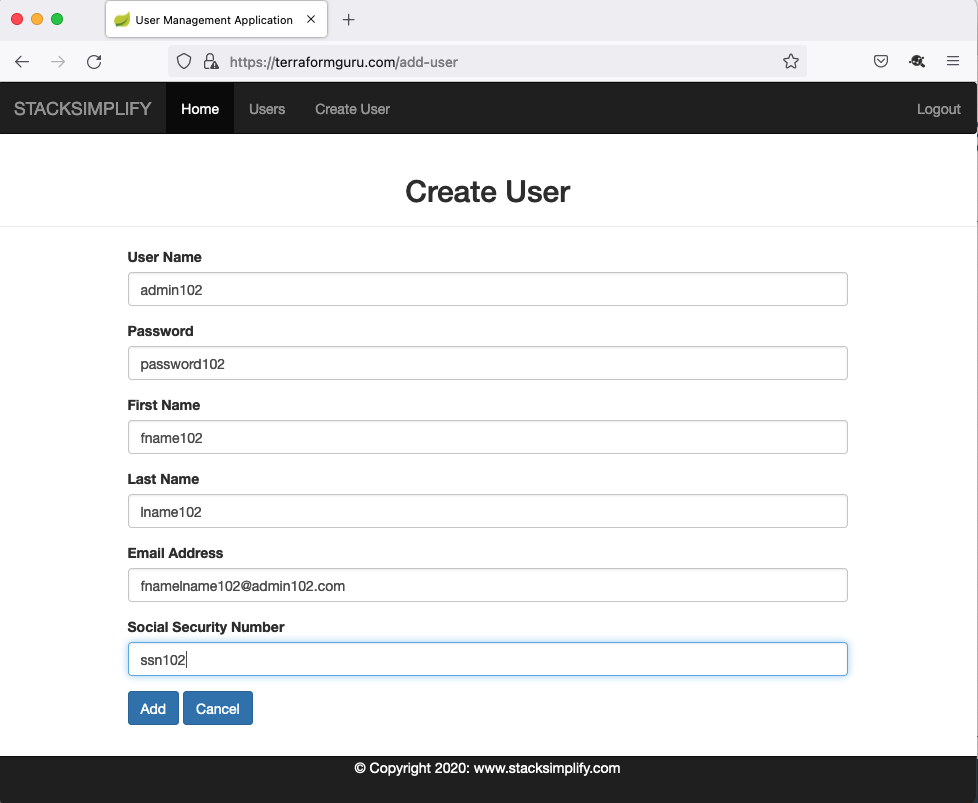 User Management Application
https://terraformguru.com/add-user
STACKSIMPLIFY Home Users Create User Logout
Create User
User Name
admin102
Password
password102
First Name
fname102
Last Name
lname102
Email Address
fnamelname102@admin102.com
Social Security Number
ssn102
Add Cancel
© Copyright 2020: www.stacksimplify.com